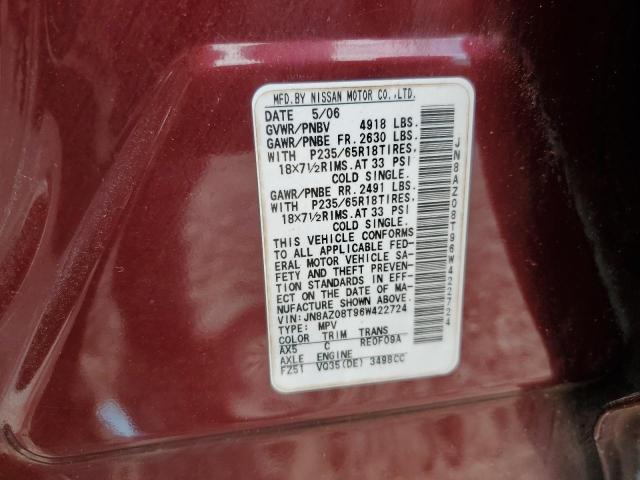 MFD.BY NISSAN MOTOR CO.,LTD.
DATE 5/06
GVWR/PNBV 4918 LBS.
GAWR/PNBE FR.2630 LBS.
WITH P235/65R18TIRES,
18X7½RIMS.AT 33 PSI
COLD SINGLE.
GAWR/PNBE RR.2491 LBS.
WITH P235/65R18TIRES,
18X7½RIMS.AT 33 PSI
COLD SINGLE.
THIS VEHICLE CONFORMS
TO ALL APPLICABLE FED-
ERAL MOTOR VEHICLE SA-
FETY AND THEFT PREVEN-
TION STANDARDS IN EFF-
ECT ON THE DATE OF MA-
NUFACTURE SHOWN ABOVE.
VIN:JN8AZ08T96W422724
TYPE: MPV
COLOR TRIM TRANS
AX5 C RE0F09A
AXLE ENGINE
FZ51 VQ35(DE) 3498CC
JN8AZ08T96W422724